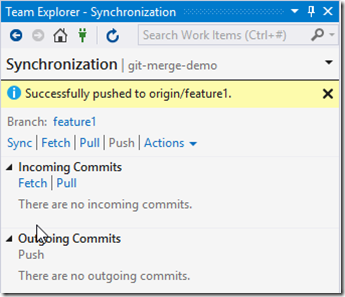 Team Explorer - Synchronization
Search Work Items (Ctrl+#)
Synchronization | git-merge-demo
Successfully pushed to origin/feature1.
Branch: feature1
Sync | Fetch | Pull | Push | Actions
Incoming Commits
Fetch | Pull
There are no incoming commits.
Outgoing Commits
Push
There are no outgoing commits.